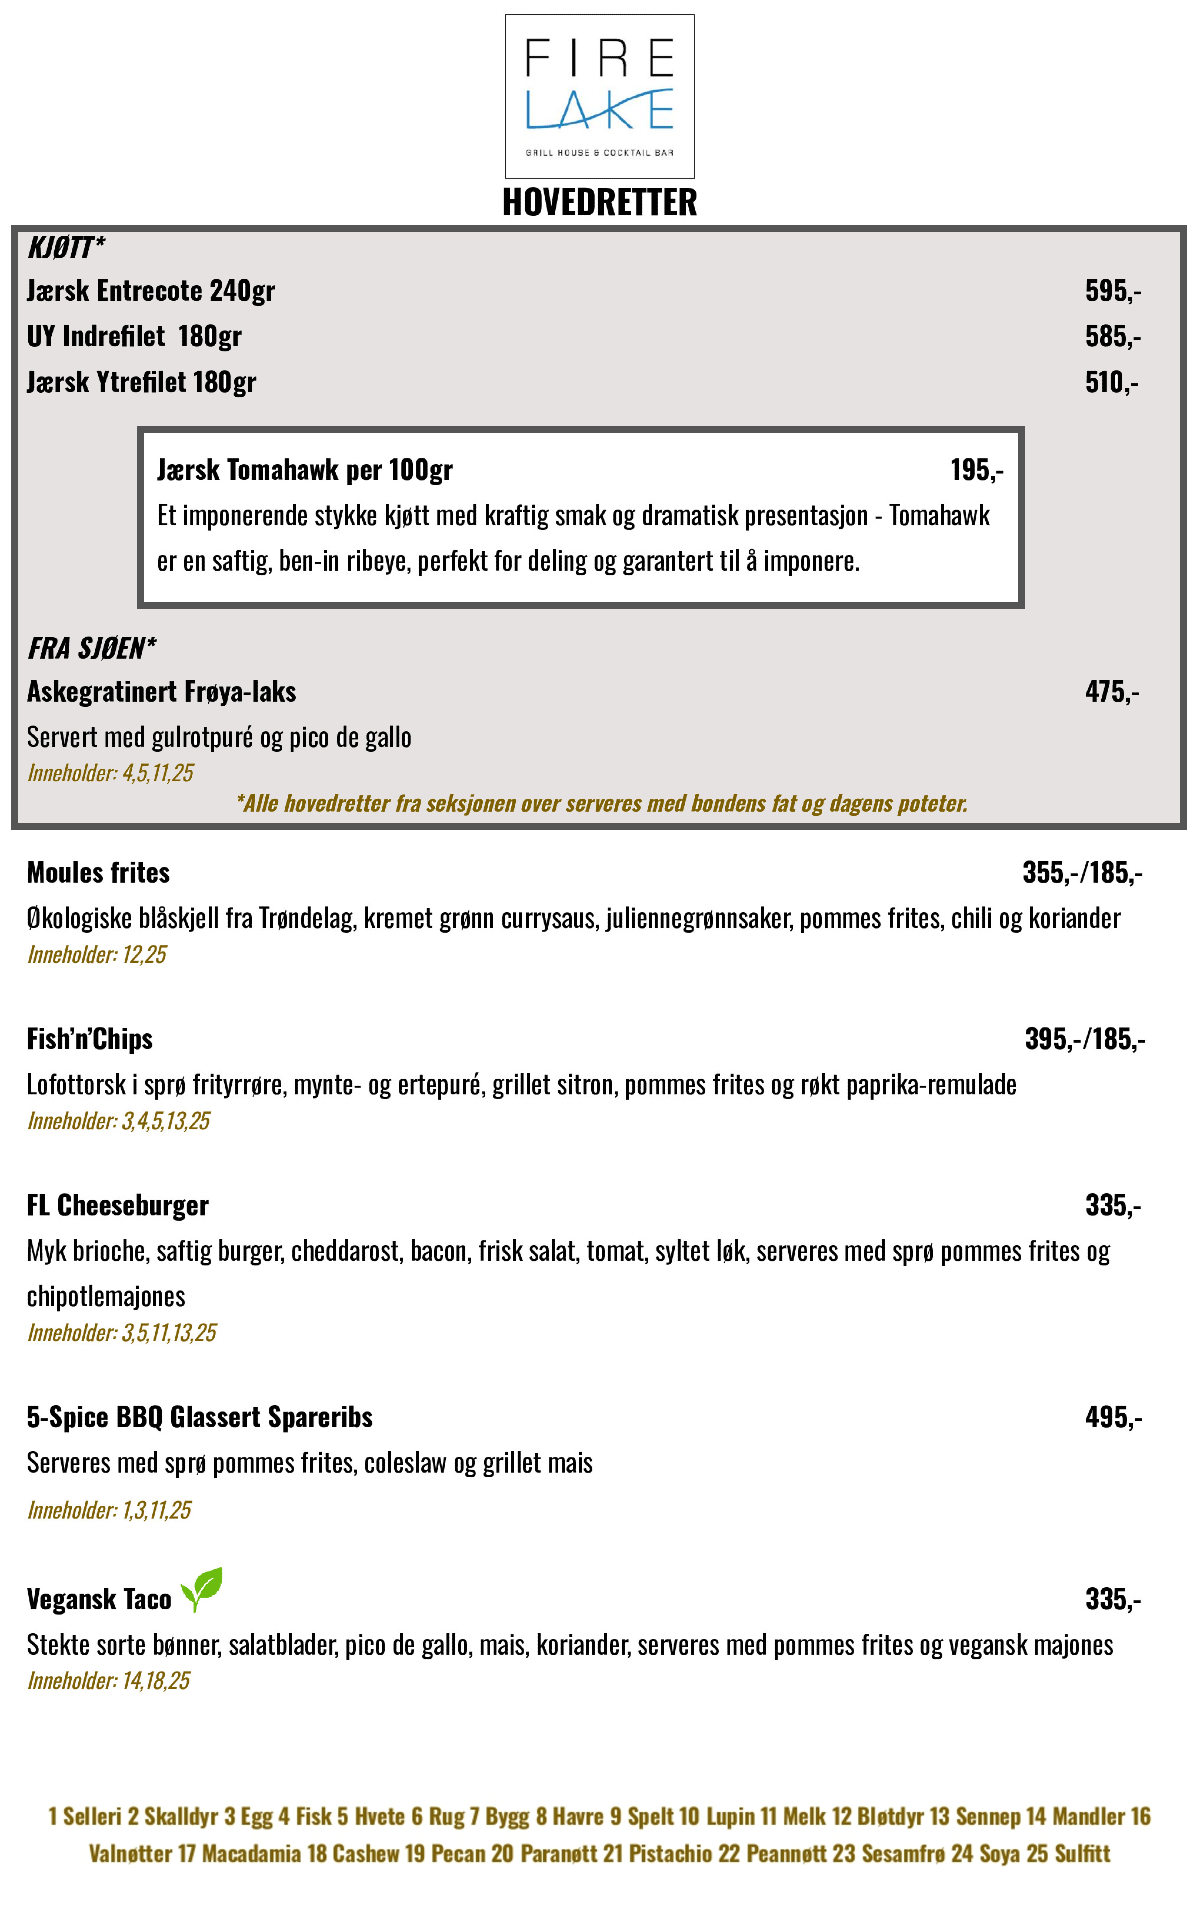 FIRE
LAKE
GRILL HOUSE & COCKTAIL BAR
HOVEDRETTER
KJØTT*
Jærsk Entrecote 240gr 595,-
UY Indrefilet 180gr 585,-
Jærsk Ytrefilet 180gr 510,-
Jærsk Tomahawk per 100gr 195,-
Et imponerende stykke kjøtt med kraftig smak og dramatisk presentasjon - Tomahawk
er en saftig, ben-in ribeye, perfekt for deling og garantert til å imponere.
FRA SJØEN*
Askegratinert Frøya-laks 475,-
Servert med gulrotpuré og pico de gallo
Inneholder: 4,5,11,25
*Alle hovedretter fra seksjonen over serveres med bondens fat og dagens poteter.
Moules frites 355,-/185,-
Økologiske blåskjell fra Trøndelag, kremet grønn currysaus, juliennegrønnsaker, pommes frites, chili og koriander
Inneholder: 12,25
Fish’n’Chips 395,-/185,-
Lofottorsk i sprø frityrrøre, mynte- og ertepuré, grillet sitron, pommes frites og røkt paprika-remulade
Inneholder: 3,4,5,13,25
FL Cheeseburger 335,-
Myk brioche, saftig burger, cheddarost, bacon, frisk salat, tomat, syltet løk, serveres med sprø pommes frites og
chipotlemajones
Inneholder: 3,5,11,13,25
5-Spice BBQ Glassert Spareribs 495,-
Serveres med sprø pommes frites, coleslaw og grillet mais
Inneholder: 1,3,11,25
Vegansk Taco 335,-
Stekte sorte bønner, salatblader, pico de gallo, mais, koriander, serveres med pommes frites og vegansk majones
Inneholder: 14,18,25
1 Selleri 2 Skalldyr 3 Egg 4 Fisk 5 Hvete 6 Rug 7 Bygg 8 Havre 9 Spelt 10 Lupin 11 Melk 12 Bløtdyr 13 Sennep 14 Mandler 16
Valnøtter 17 Macadamia 18 Cashew 19 Pecan 20 Paranøtt 21 Pistachio 22 Peannøtt 23 Sesamfrø 24 Soya 25 Sulfitt